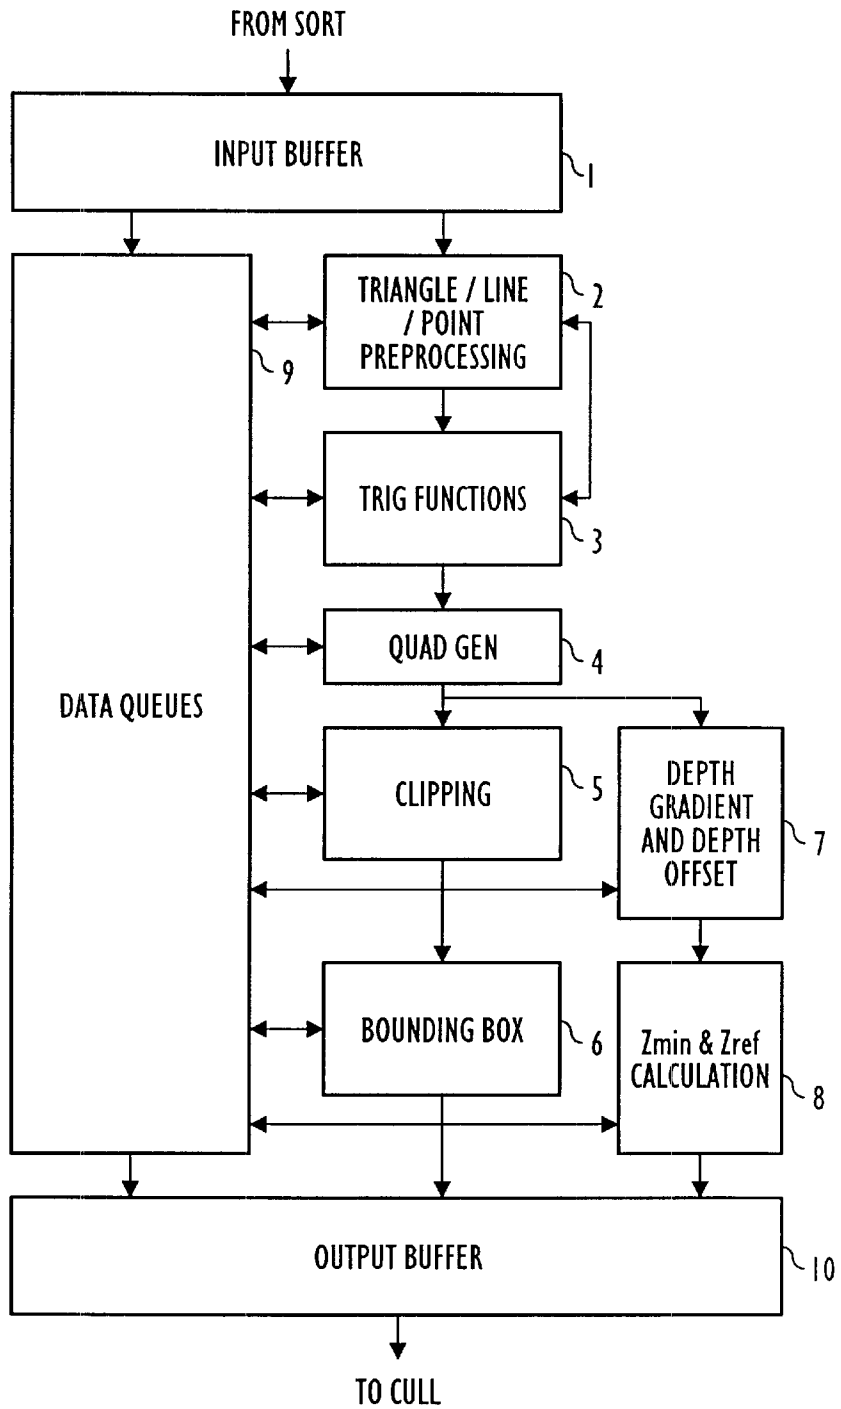 FROM SORT
INPUT BUFFER
1
TRIANGLE / LINE
/ POINT
PREPROCESSING
2
9
TRIG FUNCTIONS
3
QUAD GEN
4
DATA QUEUES
CLIPPING
5
DEPTH
GRADIENT
AND DEPTH
OFFSET
7
BOUNDING BOX
6
Zmin & Zref
CALCULATION
8
OUTPUT BUFFER
10
TO CULL